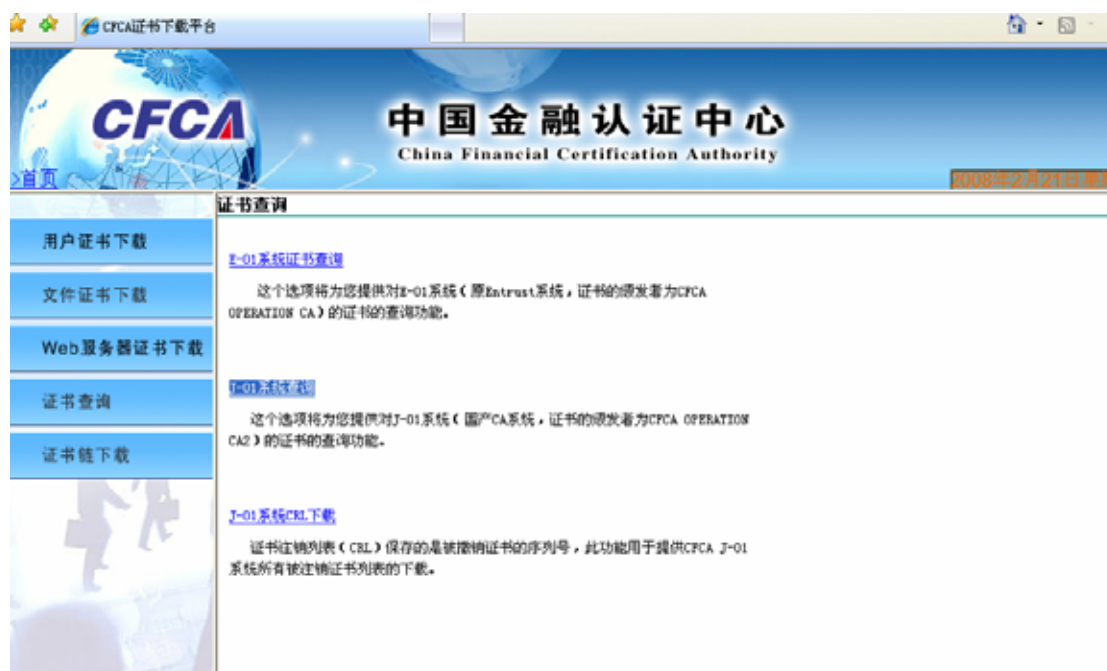 CFCA证书下载平台
CFCA
中国金融认证中心
China Financial Certification Authority
>首页
2008年2月21日星
证书查询
用户证书下载
文件证书下载
Web服务器证书下载
证书查询
证书链下载
E-01系统证书查询
这个选项将为您提供对E-01系统(原Entrust系统,证书的颁发者为CFCA
OPERATION CA)的证书的查询功能。
J-01系统查询
这个选项将为您提供对J-01系统(国产CA系统,证书的颁发者为CFCA OPERATION
CA2)的证书的查询功能。
J-01系统CRL下载
证书注销列表(CRL)保存的是被撤销证书的序列号,此功能用于提供CFCA J-01
系统所有被注销证书列表的下载。